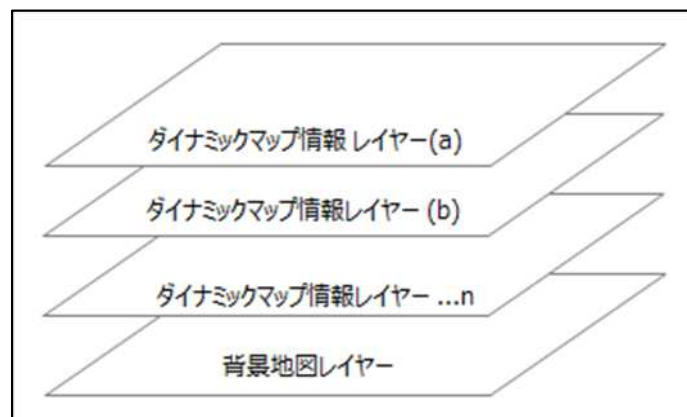 ダイナミックマップ情報 レイヤー(a)
ダイナミックマップ情報レイヤー (b)
ダイナミックマップ情報レイヤー …n
背景地図レイヤー